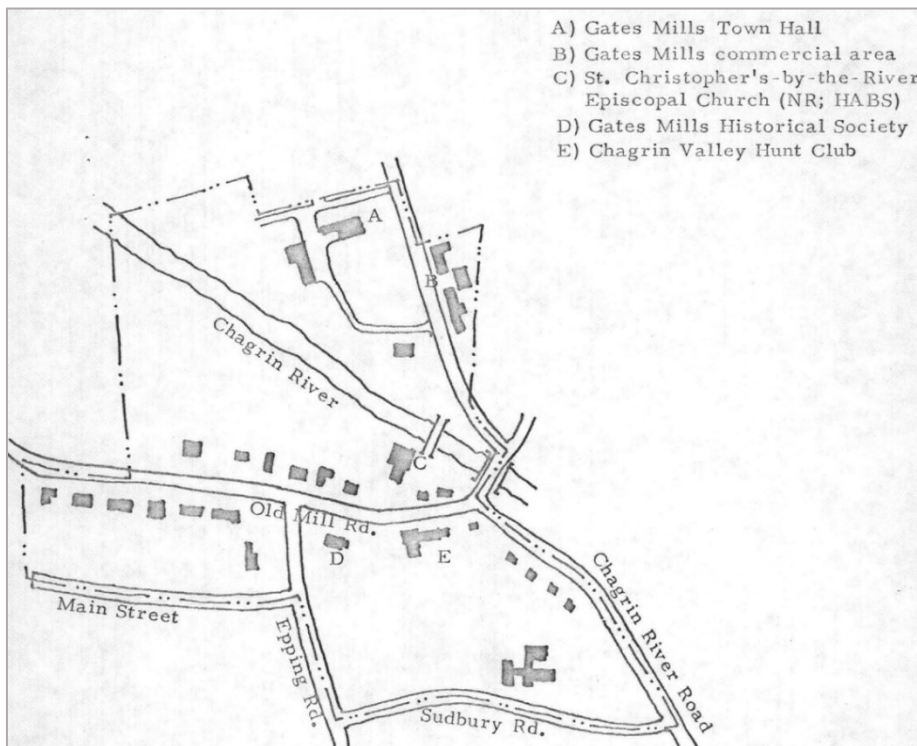 A) Gates Mills Town Hall
B) Gates Mills commercial area
C) St. Christopher's-by-the-River
Episcopal Church (NR; HABS)
D) Gates Mills Historical Society
E) Chagrin Valley Hunt Club
A
B
Chagrin River
C
Old Mill Rd.
D
E
Chagrin River Road
Main Street
Epping Rd.
Sudbury Rd.